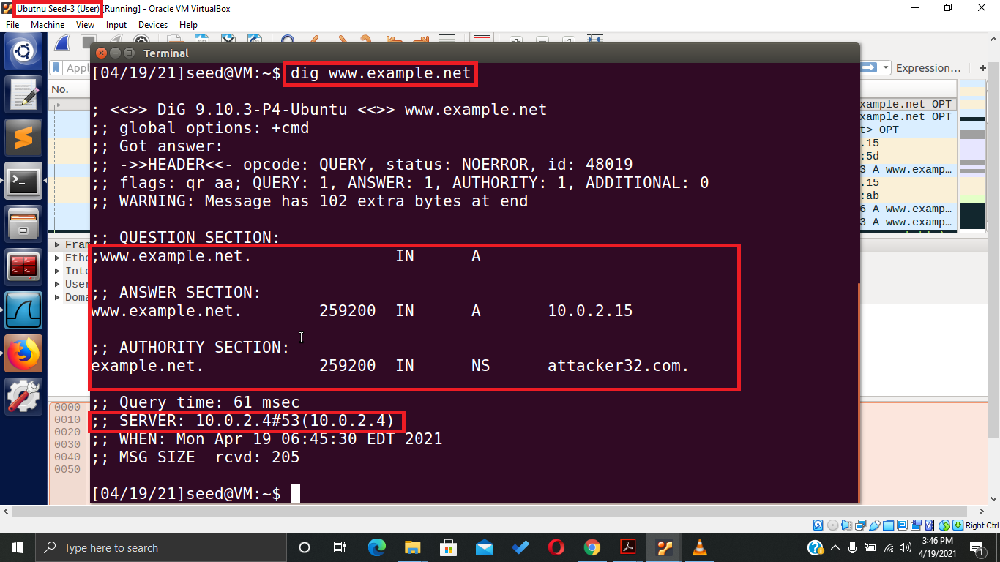 Ubutnu Seed-3 (User) [Running] - Oracle VM VirtualBox
File Machine View Input Devices Help
Terminal
Appl
Expression… +
No.
[04/19/21]seed@VM:~$ dig www.example.net
; <<>> DiG 9.10.3-P4-Ubuntu <<>> www.example.net
;; global options: +cmd
;; Got answer:
;; ->>HEADER<<- opcode: QUERY, status: NOERROR, id: 48019
;; flags: qr aa; QUERY: 1, ANSWER: 1, AUTHORITY: 1, ADDITIONAL: 0
;; WARNING: Message has 102 extra bytes at end
;; QUESTION SECTION:
;www.example.net. IN A
;; ANSWER SECTION:
www.example.net. 259200 IN A 10.0.2.15
;; AUTHORITY SECTION:
example.net. 259200 IN NS attacker32.com.
;; Query time: 61 msec
;; SERVER: 10.0.2.4#53(10.0.2.4)
;; WHEN: Mon Apr 19 06:45:30 EDT 2021
;; MSG SIZE rcvd: 205
[04/19/21]seed@VM:~$
xample.net OPT
xample.net OPT
t> OPT
.15
:5d
3 A www.examp…
.15
:ab
6 A www.examp…
3 A www.examp…
Fram
Ethe
Inte
User
Doma
0000
0010
0020
0030
0040
0050
Right Ctrl
Type here to search
3:46 PM
4/19/2021
1